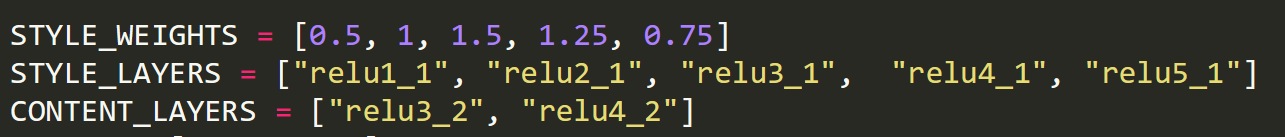 STYLE_WEIGHTS = [0.5, 1, 1.5, 1.25, 0.75]
STYLE_LAYERS = ["relu1_1", "relu2_1", "relu3_1",  "relu4_1", "relu5_1"]
CONTENT_LAYERS = ["relu3_2", "relu4_2"]